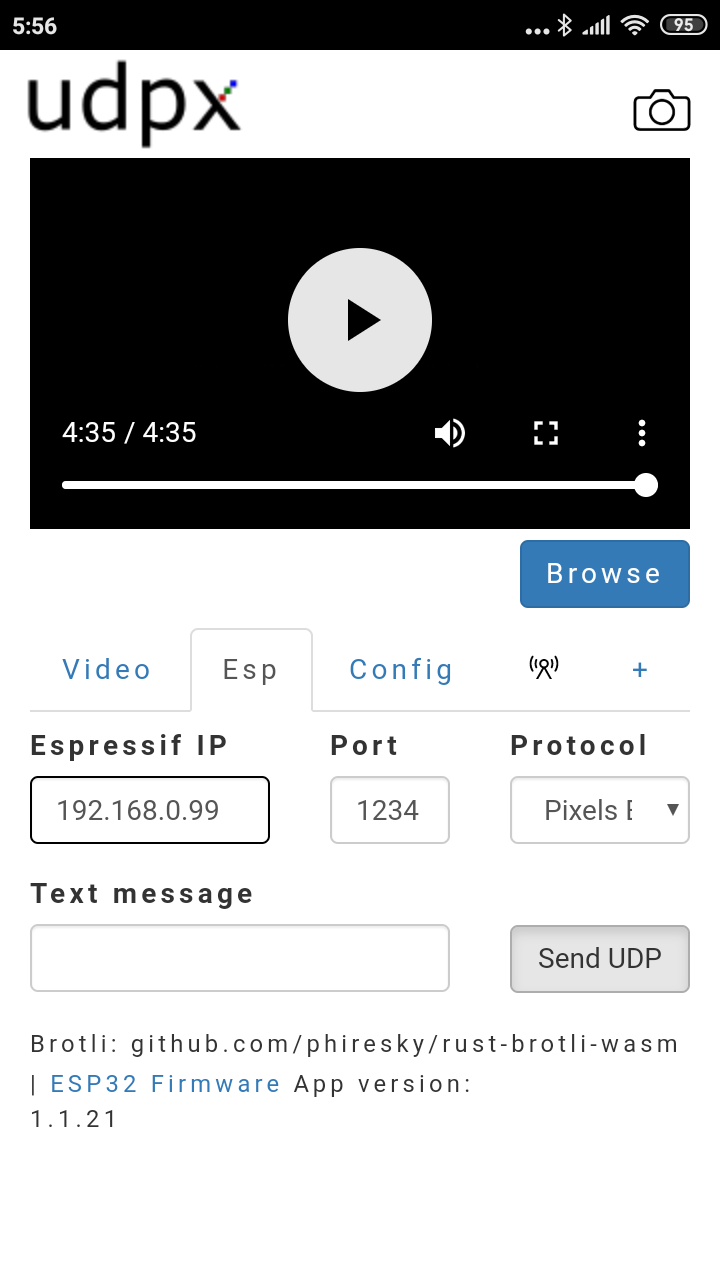 5:56
95
udpx
4:35 / 4:35
Browse
Video Esp Config +
Espressif IP Port Protocol
192.168.0.99 1234 Pixels
Text message
Send UDP
Brotli: github.com/phiresky/rust-brotli-wasm
| ESP32 Firmware App version:
1.1.21